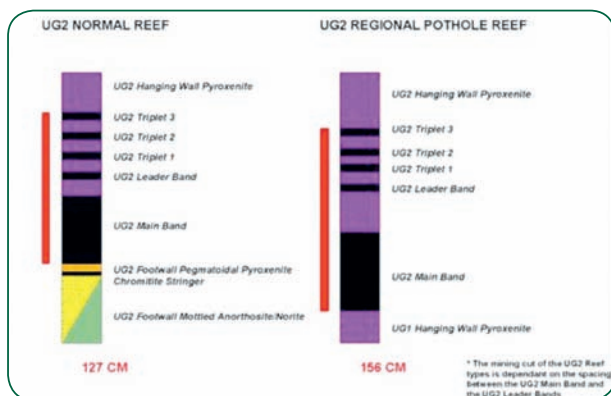 UG2 NORMAL REEF
UG2 Hanging Wall Pyroxenite
UG2 Triplet 3
UG2 Triplet 2
UG2 Triplet 1
UG2 Leader Band
UG2 Main Band
UG2 Footwall Pegmatoidal Pyroxenite
Chromitite Stringer
UG2 Footwall Mottled Anorthosite/Norite
127 CM
UG2 REGIONAL POTHOLE REEF
UG2 Hanging Wall Pyroxenite
UG2 Triplet 3
UG2 Triplet 2
UG2 Triplet 1
UG2 Leader Band
UG2 Main Band
UG1 Hanging Wall Pyroxenite
156 CM
* The mining cut of the UG2 Reef
types is dependant on the spacing
between the UG2 Main Band and
the UG2 Leader Bands